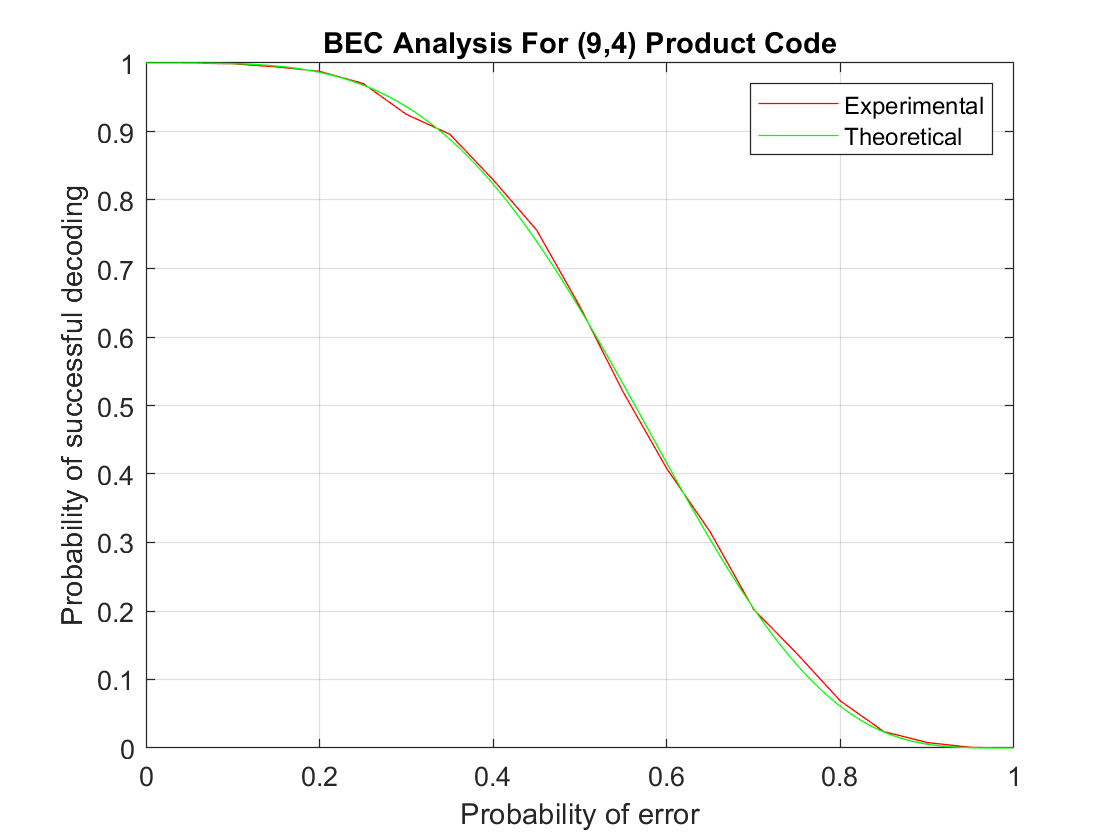 BEC Analysis For (9,4) Product Code
Experimental
Theoretical
Probability of successful decoding
1
0.9
0.8
0.7
0.6
0.5
0.4
0.3
0.2
0.1
0
0 0.2 0.4 0.6 0.8 1
Probability of error